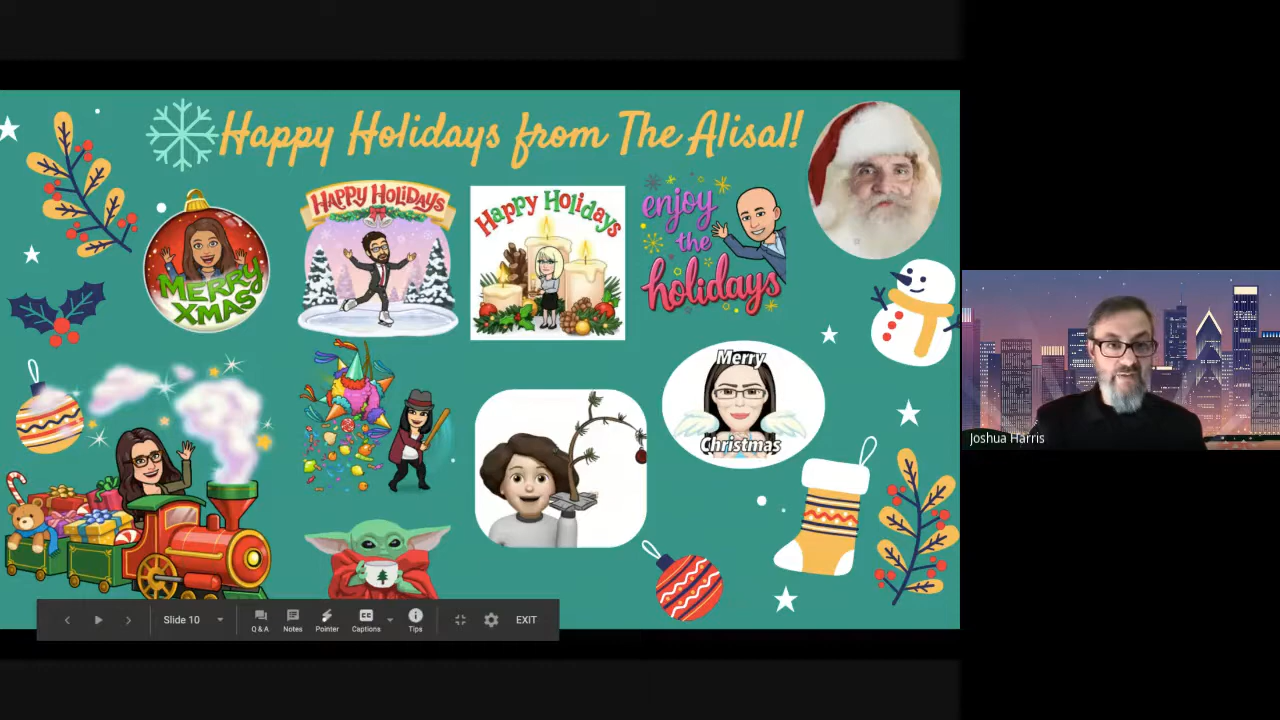 Happy Holidays from The Alisal!
MERRY
XMAS
HAPPY HOLIDAYS
Happy Holidays
enjoy
the
holidays
Merry
Christmas
Joshua Harris
Slide 10
Q & A
Notes
Pointer
Captions
Tips
EXIT